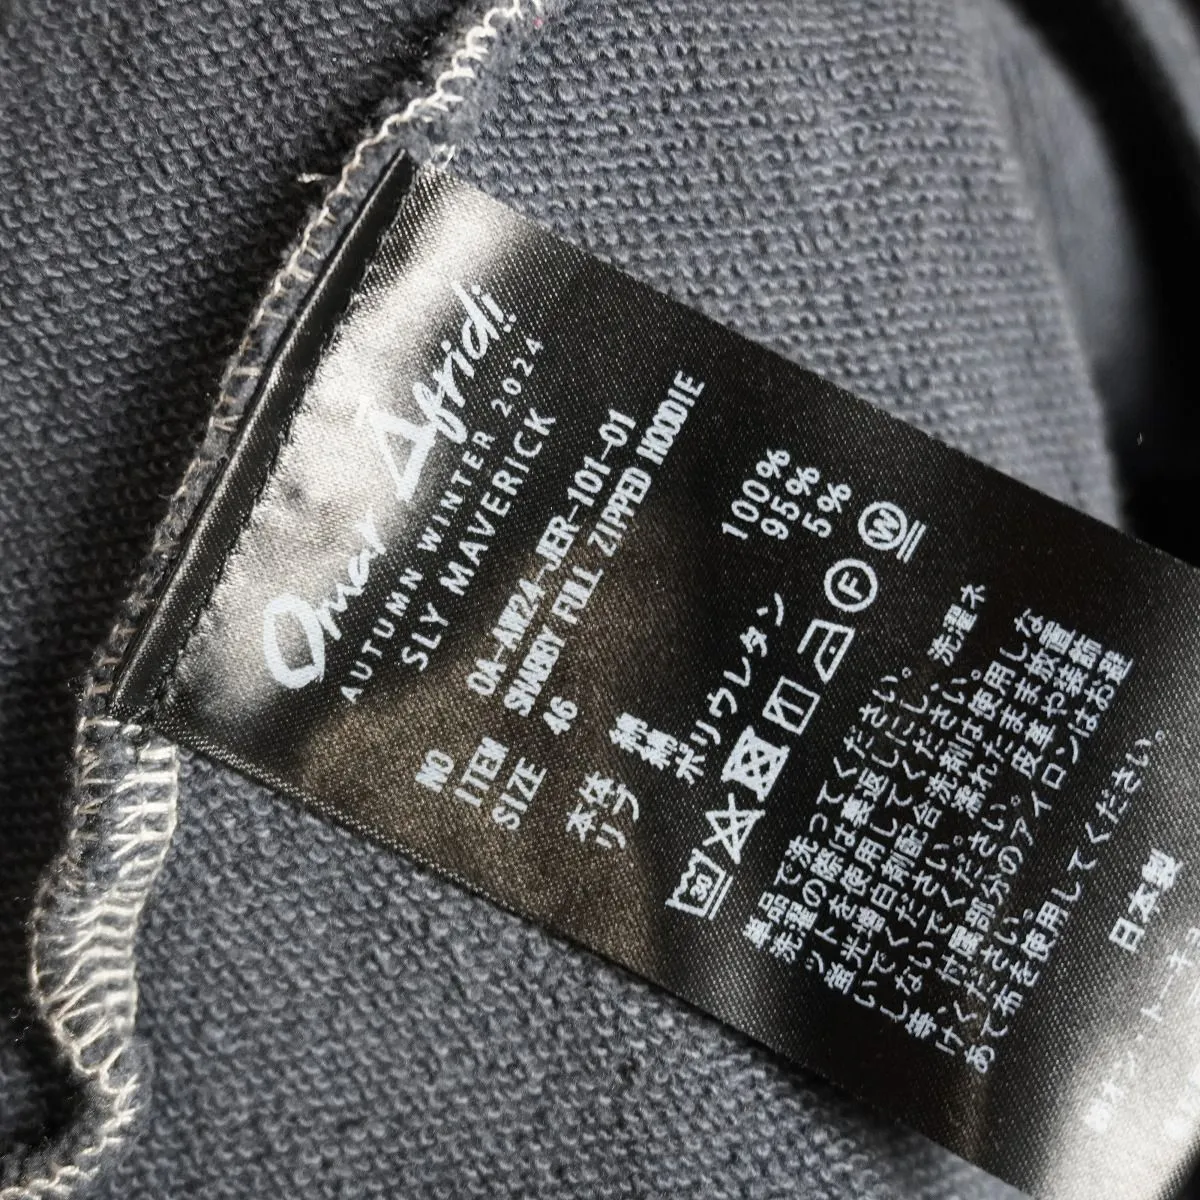 Omar Afridi.
AUTUMN WINTER 2024
SLY MAVERICK
NO OA-AW24-JER-101-01
ITEM SHABBY FULL ZIPPED HOODIE
SIZE 46
本体 綿 100%
リブ 綿 95%
ポリウレタン 5%
30 F W
単品で洗ってください。
洗濯の際は裏返しにし、洗濯ネ
ットを使用してください。
蛍光増白剤配合洗剤は使用しな
いでください。濡れたまま放置
しないでください。皮革や装飾
等、付属部分のアイロンはお避
けください。
あて布を使用してください。
日本製